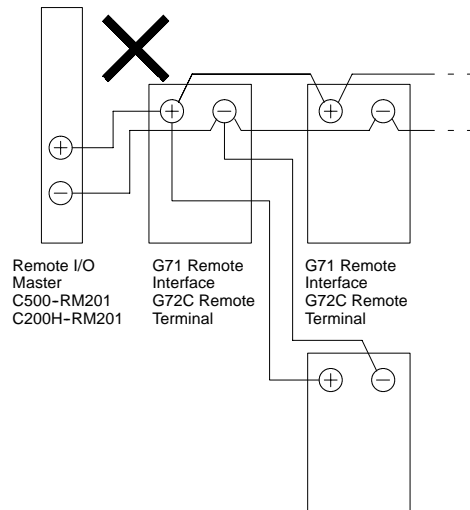 Remote I/O
Master
C500-RM201
C200H-RM201
G71 Remote
Interface
G72C Remote
Terminal
G71 Remote
Interface
G72C Remote
Terminal